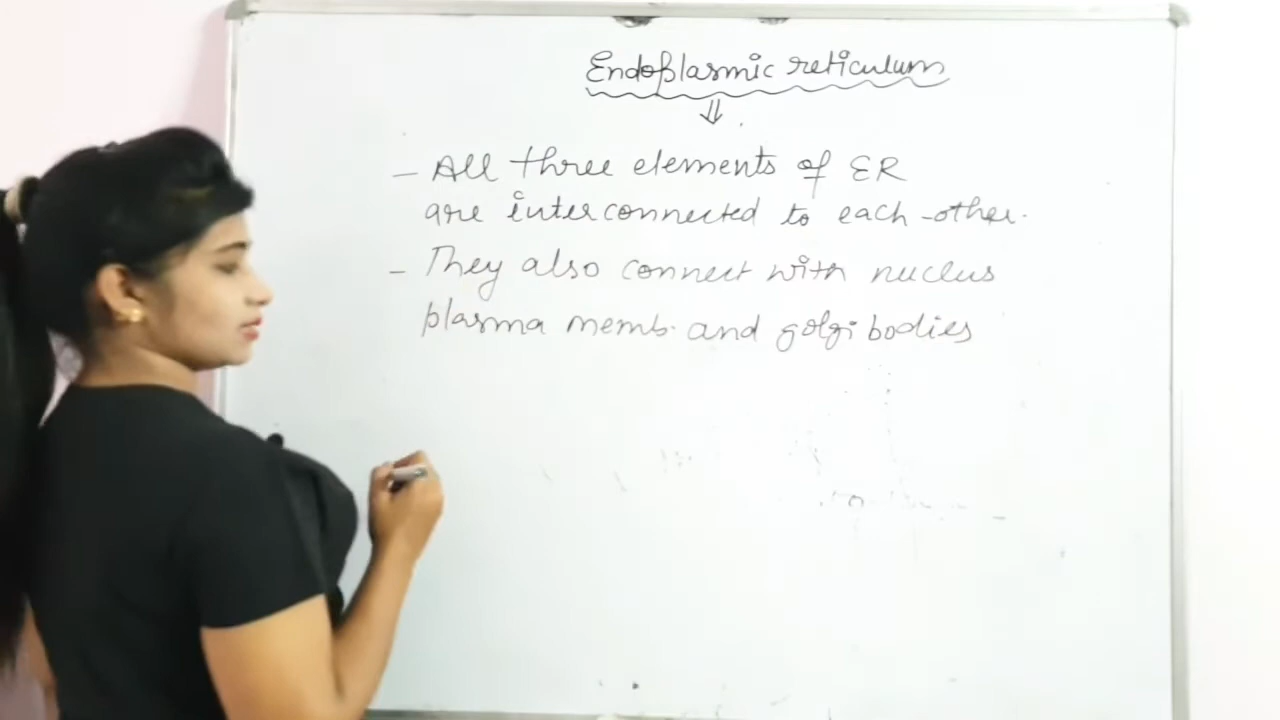 Endoplasmic reticulum
⇓
- All three elements of ER
are interconnected to each-other.
- They also connect with nucleus
plasma memb. and golgi bodies